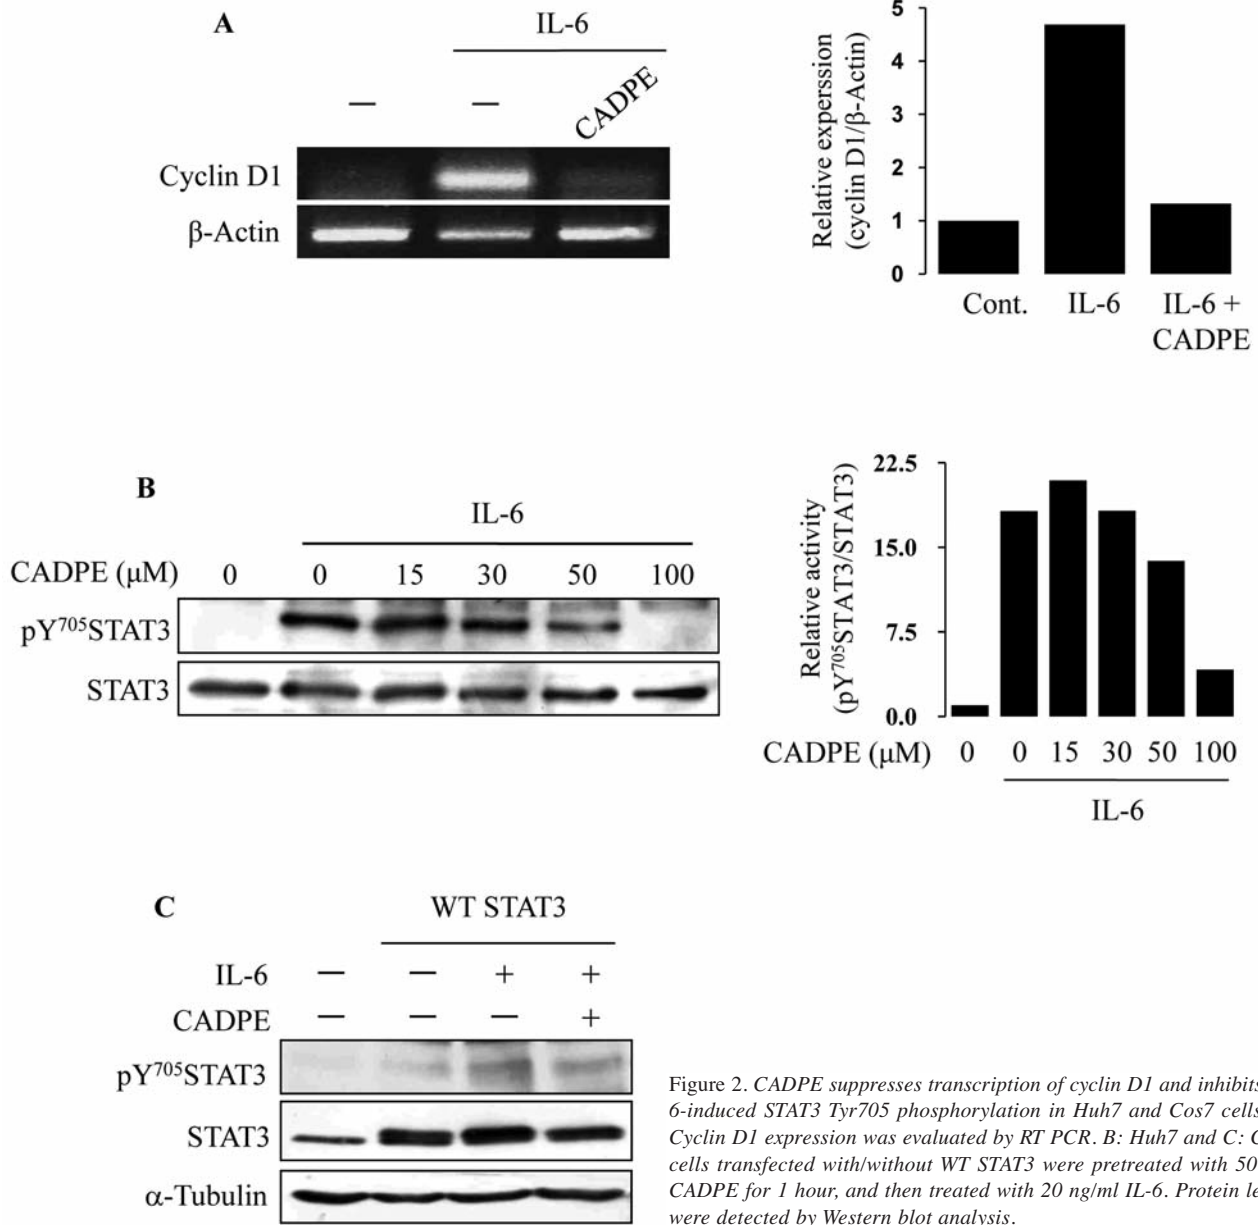 A
IL-6
— —
CADPE
Cyclin D1
β-Actin
Relative experssion
(cyclin D1/β-Actin)
5
4
3
2
1
0
Cont. IL-6 IL-6 +
CADPE
B
IL-6
CADPE (μM) 0 0 15 30 50 100
pY⁷⁰⁵STAT3
STAT3
Relative activity
(pY⁷⁰⁵STAT3/STAT3)
22.5
15.0
7.5
0.0
CADPE (μM) 0 0 15 30 50 100
IL-6
C
WT STAT3
IL-6 — — + +
CADPE — — — +
pY⁷⁰⁵STAT3
STAT3
α-Tubulin
Figure 2. CADPE suppresses transcription of cyclin D1 and inhibits
6-induced STAT3 Tyr705 phosphorylation in Huh7 and Cos7 cells
Cyclin D1 expression was evaluated by RT PCR. B: Huh7 and C:
cells transfected with/without WT STAT3 were pretreated with 50
CADPE for 1 hour, and then treated with 20 ng/ml IL-6. Protein
were detected by Western blot analysis.